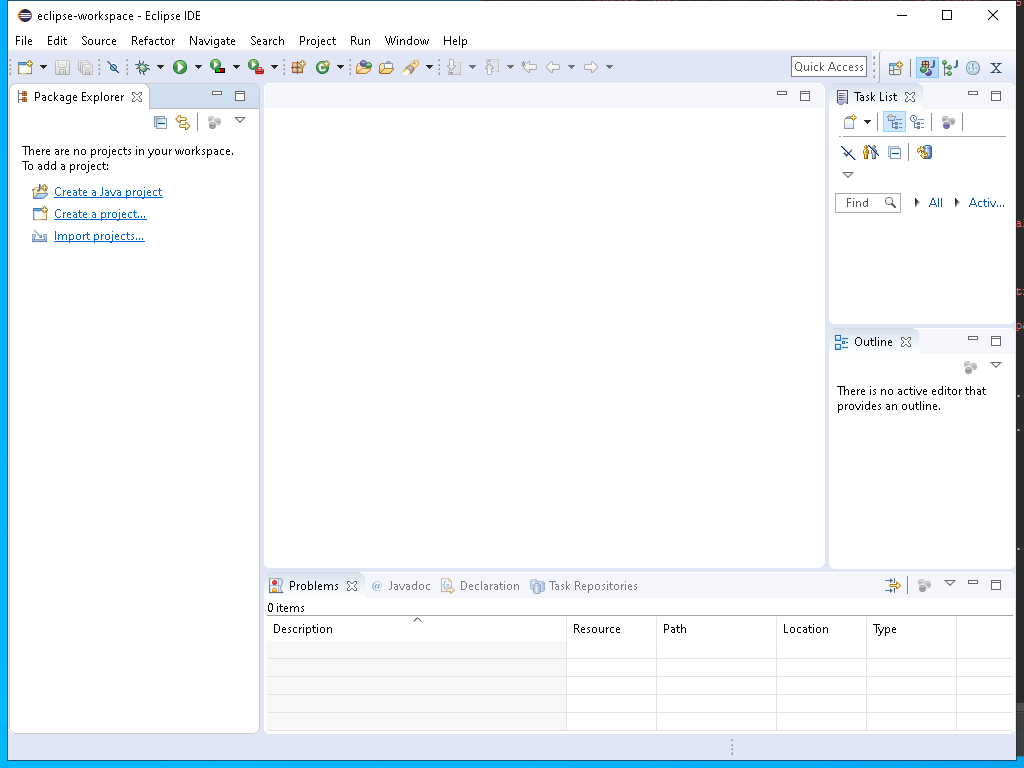 eclipse-workspace - Eclipse IDE
File Edit Source Refactor Navigate Search Project Run Window Help
Quick Access
Package Explorer
There are no projects in your workspace.
To add a project:
Create a Java project
Create a project...
Import projects...
Task List
Find All Activ...
Outline
There is no active editor that
provides an outline.
Problems @ Javadoc Declaration Task Repositories
0 items
Description Resource Path Location Type